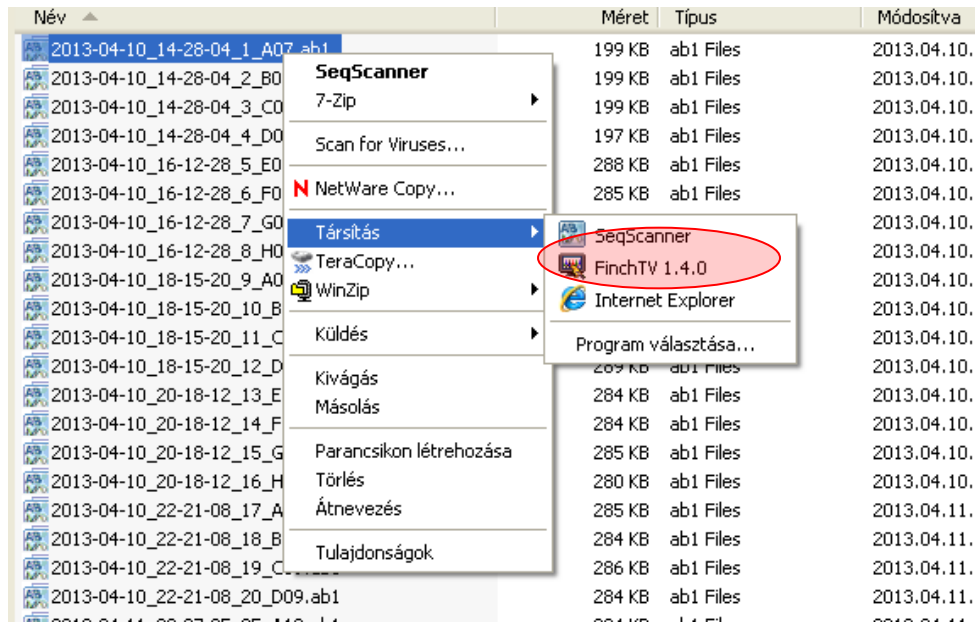 Név Méret Típus Módosítva
2013-04-10_14-28-04_1_A07.ab1 199 KB ab1 Files 2013.04.10.
2013-04-10_14-28-04_2_B0 199 KB ab1 Files 2013.04.10.
2013-04-10_14-28-04_3_C0 199 KB ab1 Files 2013.04.10.
2013-04-10_14-28-04_4_D0 197 KB ab1 Files 2013.04.10.
2013-04-10_16-12-28_5_E0 288 KB ab1 Files 2013.04.10.
2013-04-10_16-12-28_6_F0 285 KB ab1 Files 2013.04.10.
2013-04-10_16-12-28_7_G0 2013.04.10.
2013-04-10_16-12-28_8_H0 2013.04.10.
2013-04-10_18-15-20_9_A0 2013.04.10.
2013-04-10_18-15-20_10_B 2013.04.10.
2013-04-10_18-15-20_11_C 2013.04.10.
2013-04-10_18-15-20_12_D 289 KB ab1 Files 2013.04.10.
2013-04-10_20-18-12_13_E 284 KB ab1 Files 2013.04.10.
2013-04-10_20-18-12_14_F 284 KB ab1 Files 2013.04.10.
2013-04-10_20-18-12_15_G 285 KB ab1 Files 2013.04.10.
2013-04-10_20-18-12_16_H 280 KB ab1 Files 2013.04.10.
2013-04-10_22-21-08_17_A 285 KB ab1 Files 2013.04.11.
2013-04-10_22-21-08_18_B 284 KB ab1 Files 2013.04.11.
2013-04-10_22-21-08_19_C 286 KB ab1 Files 2013.04.11.
2013-04-10_22-21-08_20_D09.ab1 284 KB ab1 Files 2013.04.11.
SeqScanner
7-Zip
Scan for Viruses...
NetWare Copy...
Társítás
TeraCopy...
WinZip
Küldés
Kivágás
Másolás
Parancsikon létrehozása
Törlés
Átnevezés
Tulajdonságok
SeqScanner
FinchTV 1.4.0
Internet Explorer
Program választása...